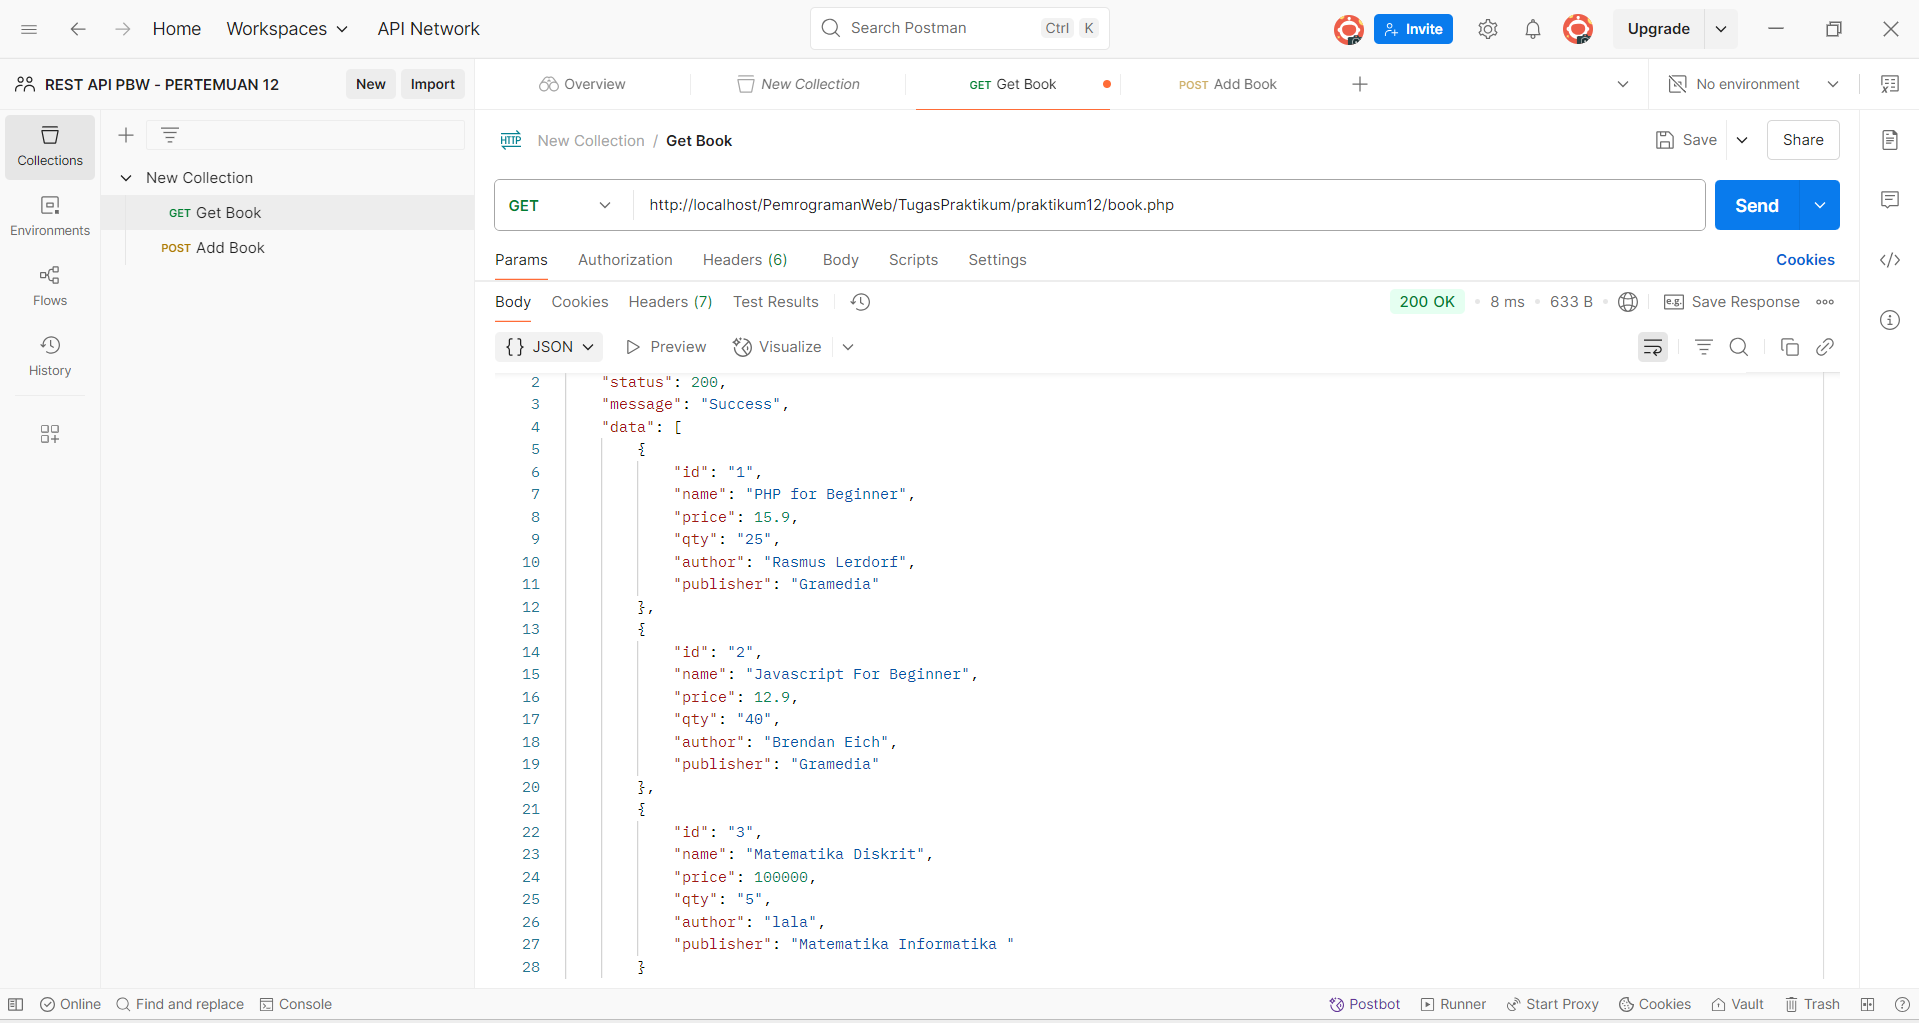 Home Workspaces API Network Search Postman Ctrl K Invite Upgrade
REST API PBW - PERTEMUAN 12 New Import
Overview New Collection GET Get Book POST Add Book No environment
Collections
Environments
Flows
History
New Collection
GET Get Book
POST Add Book
HTTP New Collection / Get Book Save Share
GET http://localhost/PemrogramanWeb/TugasPraktikum/praktikum12/book.php Send
Params Authorization Headers (6) Body Scripts Settings Cookies
Body Cookies Headers (7) Test Results 200 OK 8 ms 633 B e.g. Save Response
{} JSON Preview Visualize
2 "status": 200,
3 "message": "Success",
4 "data": [
5 {
6 "id": "1",
7 "name": "PHP for Beginner",
8 "price": 15.9,
9 "qty": "25",
10 "author": "Rasmus Lerdorf",
11 "publisher": "Gramedia"
12 },
13 {
14 "id": "2",
15 "name": "Javascript For Beginner",
16 "price": 12.9,
17 "qty": "40",
18 "author": "Brendan Eich",
19 "publisher": "Gramedia"
20 },
21 {
22 "id": "3",
23 "name": "Matematika Diskrit",
24 "price": 100000,
25 "qty": "5",
26 "author": "lala",
27 "publisher": "Matematika Informatika "
28 }
Online Find and replace Console Postbot Runner Start Proxy Cookies Vault Trash